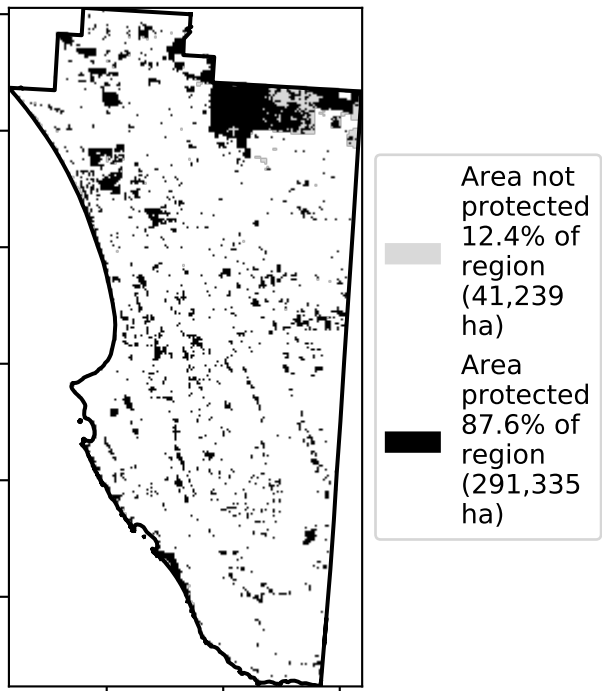 Area not
protected
12.4% of
region
(41,239
ha)
Area
protected
87.6% of
region
(291,335
ha)